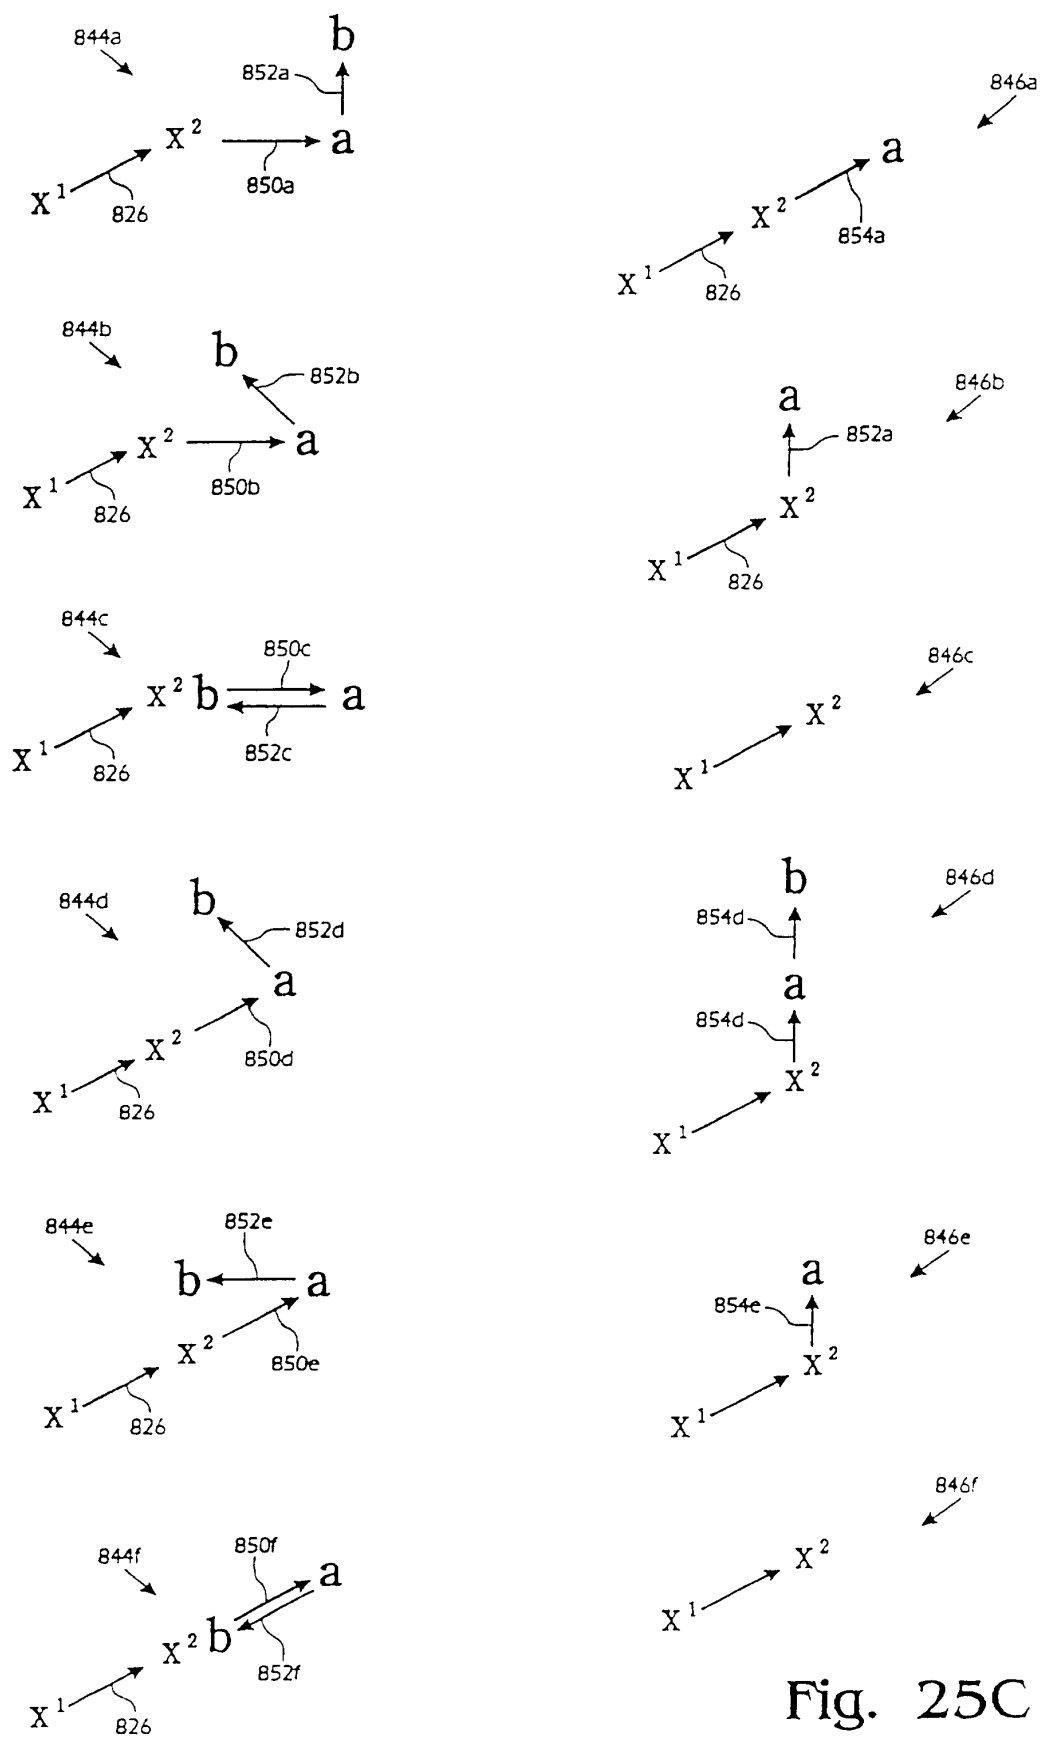 844a
b
852a
X² a
850a
X¹
826
846a
a
X²
854a
X¹
826
844b
b
852b
X² a
850b
X¹
826
846b
a
852a
X²
X¹
826
844c
850c
X² b a
852c
X¹
826
846c
X²
X¹
844d
b
852d
a
X²
850d
X¹
826
846d
b
854d
a
854d
X²
X¹
844e
852e
b a
X²
850e
X¹
826
846e
a
854e
X²
X¹
844f
850f
a
X² b
852f
X¹
826
846f
X²
X¹
Fig. 25C